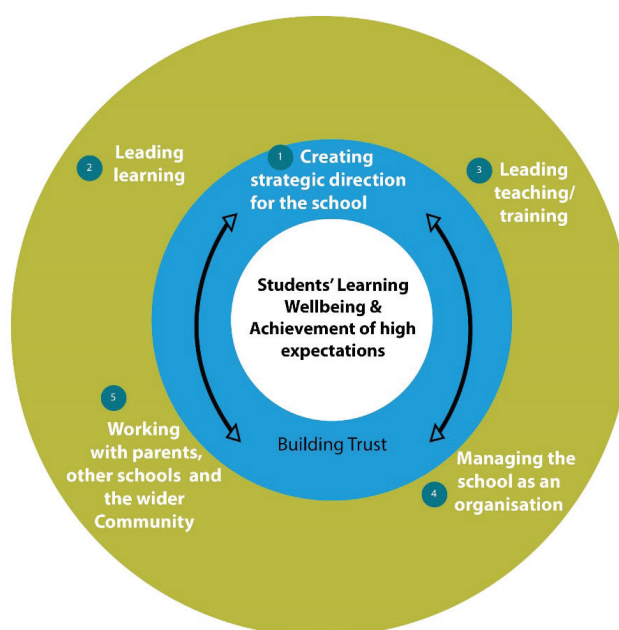 1 Creating
strategic direction
for the school
2 Leading
learning
3 Leading
teaching/
training
Students' Learning
Wellbeing &
Achievement of high
expectations
Building Trust
4 Managing the
school as an
organisation
5 Working
with parents,
other schools and
the wider
Community